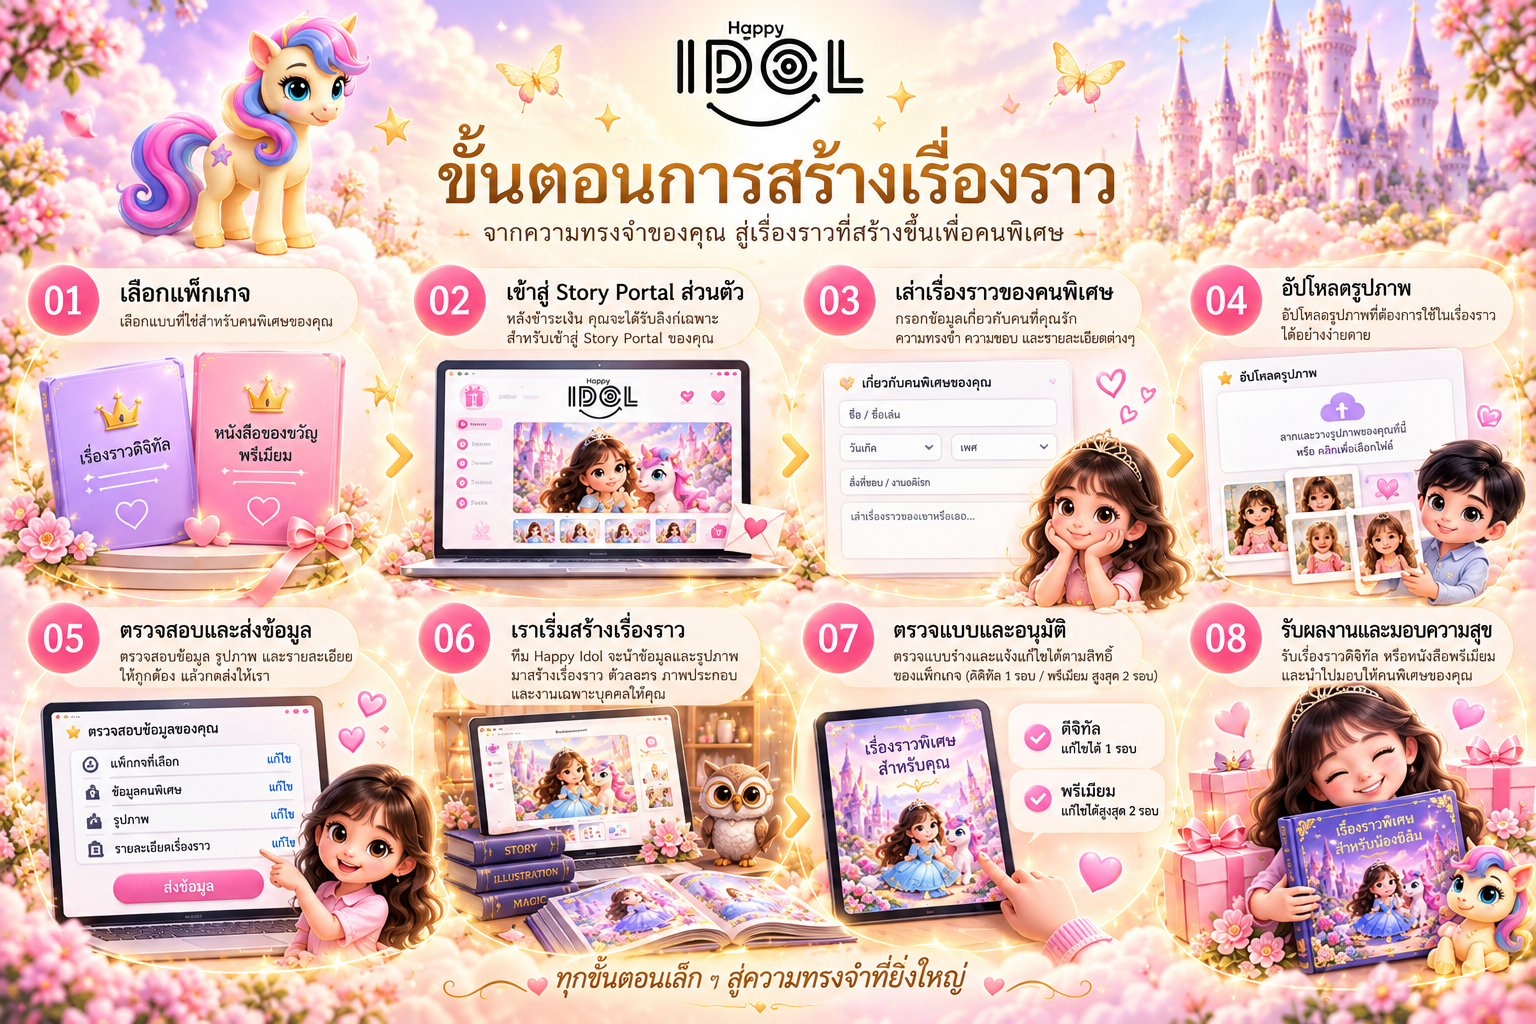 Happy
IDOL
ขั้นตอนการสร้างเรื่องราว
จากความทรงจำของคุณ สู่เรื่องราวที่สร้างขึ้นเพื่อคนพิเศษ
01
เลือกแพ็กเกจ
เลือกแบบที่ใช่สำหรับคนพิเศษของคุณ
เรื่องราวดิจิทัล
หนังสือของขวัญ
พรีเมียม
02
เข้าสู่ Story Portal ส่วนตัว
หลังชำระเงิน คุณจะได้รับลิงก์เฉพาะ
สำหรับเข้าสู่ Story Portal ของคุณ
Happy
IDOL
03
เล่าเรื่องราวของคนพิเศษ
กรอกข้อมูลเกี่ยวกับคนที่คุณรัก
ความทรงจำ ความชอบ และรายละเอียดต่างๆ
เกี่ยวกับคนพิเศษของคุณ
ชื่อ / ชื่อเล่น
วันเกิด
เพศ
สิ่งที่ชอบ / งานอดิเรก
เล่าเรื่องราวของเขาหรือเธอ...
04
อัปโหลดรูปภาพ
อัปโหลดรูปภาพที่ต้องการใช้ในเรื่องราว
ได้อย่างง่ายดาย
อัปโหลดรูปภาพ
ลากและวางรูปภาพของคุณที่นี่
หรือ คลิกเพื่อเลือกไฟล์
05
ตรวจสอบและส่งข้อมูล
ตรวจสอบข้อมูล รูปภาพ และรายละเอียย
ให้ถูกต้อง แล้วกดส่งให้เรา
ตรวจสอบข้อมูลของคุณ
แพ็กกจที่เลือก แก้ไข
ข้อมูลคนพิเศษ แก้ไข
รูปภาพ แก้ไข
รายละเอียดเรื่องราว แก้ไข
ส่งข้อมูล
06
เราเริ่มสร้างเรื่องราว
ทีม Happy Idol จะนำข้อมูลและรูปภาพ
มาสร้างเรื่องราว ตัวละคร ภาพประกอบ
และงานเฉพาะบุคคลให้คุณ
STORY
ILLUSTRATION
MAGIC
07
ตรวจแบบและอนุมัติ
ตรวจแบบร่างและแจ้งแก้ไขได้ตามสิทธิ์
ของแพ็กเกจ (ดิจิทัล 1 รอบ / พรีเมียม สูงสุด 2 รอบ)
เรื่องราวพิเศษ
สำหรับคุณ
ดิจิทัล
แก้ไขได้ 1 รอบ
พรีเมียม
แก้ไขได้สูงสุด 2 รอบ
08
รับผลงานและมอบความสุข
รับเรื่องราวดิจิทัล หรือหนังสือพรีเมียม
และนำไปมอบให้คนพิเศษของคุณ
เรื่องราวพิเศษ
ทุกขั้นตอนเล็ก ๆ สู่ความทรงจำที่ยิ่งใหญ่